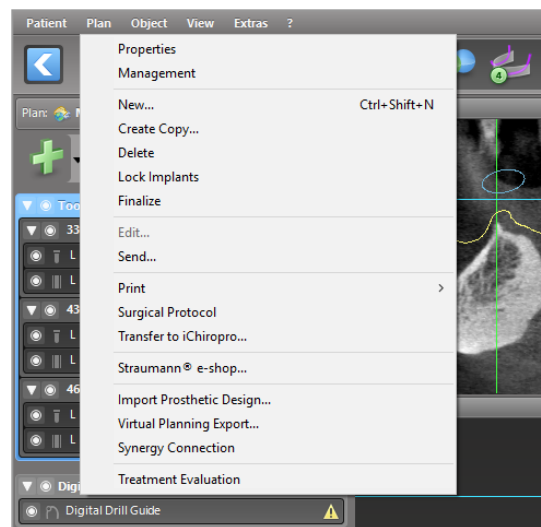 Patient Plan Object View Extras ?
Properties
Management
Plan:
New... Ctrl+Shift+N
Create Copy...
Delete
Lock Implants
Finalize
Edit...
Send...
Print
Surgical Protocol
Transfer to iChiropro...
Straumann® e-shop...
Import Prosthetic Design...
Virtual Planning Export...
Synergy Connection
Treatment Evaluation
4
33
L
L
43
L
L
46
L
L
Digital Drill Guide